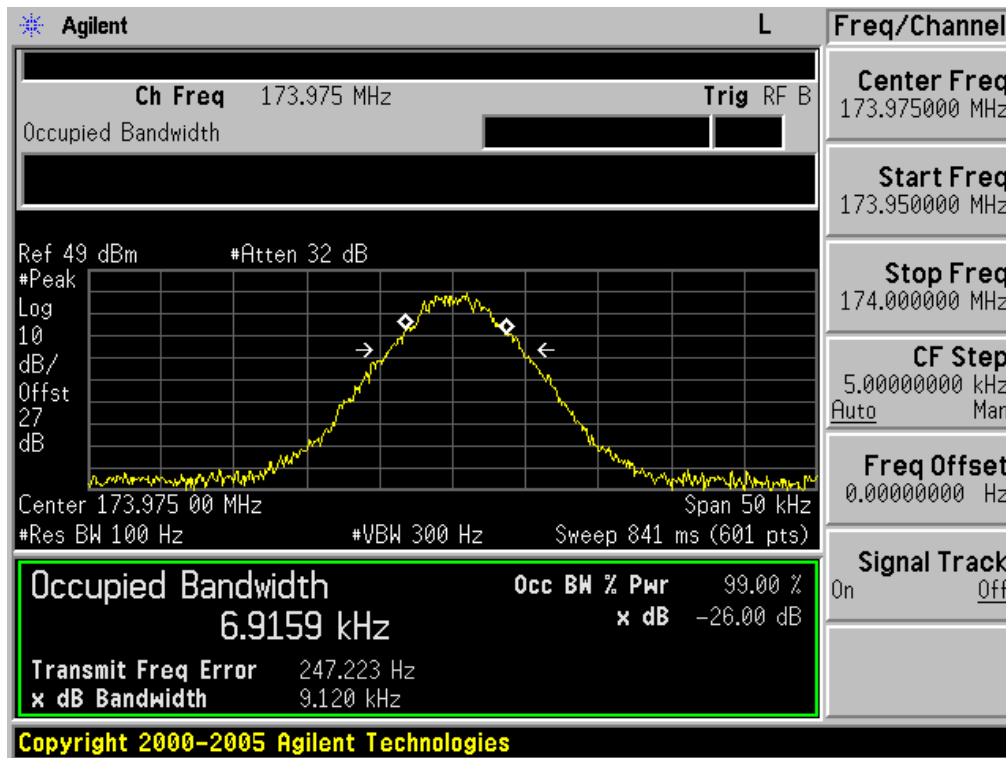 Agilent L Freq/Channel
Ch Freq 173.975 MHz Trig RF B
Occupied Bandwidth
Center Freq
173.975000 MHz
Start Freq
173.950000 MHz
Stop Freq
174.000000 MHz
CF Step
5.00000000 kHz
Auto Man
Freq Offset
0.00000000 Hz
Signal Track
On Off
Ref 49 dBm #Atten 32 dB
#Peak
Log
10
dB/
Offst
27
dB
Center 173.975 00 MHz Span 50 kHz
#Res BW 100 Hz #VBW 300 Hz Sweep 841 ms (601 pts)
Occupied Bandwidth Occ BW % Pwr 99.00 %
6.9159 kHz x dB -26.00 dB
Transmit Freq Error 247.223 Hz
x dB Bandwidth 9.120 kHz
Copyright 2000-2005 Agilent Technologies